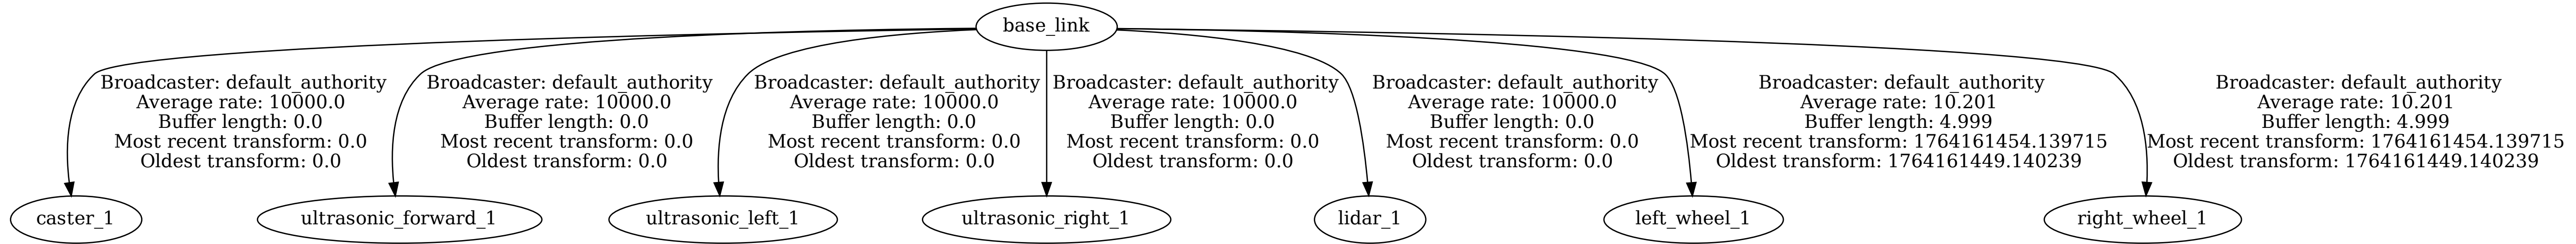 base_link
Broadcaster: default_authority
Average rate: 10000.0
Buffer length: 0.0
Most recent transform: 0.0
Oldest transform: 0.0
Broadcaster: default_authority
Average rate: 10000.0
Buffer length: 0.0
Most recent transform: 0.0
Oldest transform: 0.0
Broadcaster: default_authority
Average rate: 10000.0
Buffer length: 0.0
Most recent transform: 0.0
Oldest transform: 0.0
Broadcaster: default_authority
Average rate: 10000.0
Buffer length: 0.0
Most recent transform: 0.0
Oldest transform: 0.0
Broadcaster: default_authority
Average rate: 10000.0
Buffer length: 0.0
Most recent transform: 0.0
Oldest transform: 0.0
Broadcaster: default_authority
Average rate: 10.201
Buffer length: 4.999
Most recent transform: 1764161454.139715
Oldest transform: 1764161449.140239
Broadcaster: default_authority
Average rate: 10.201
Buffer length: 4.999
Most recent transform: 1764161454.139715
Oldest transform: 1764161449.140239
caster_1
ultrasonic_forward_1
ultrasonic_left_1
ultrasonic_right_1
lidar_1
left_wheel_1
right_wheel_1